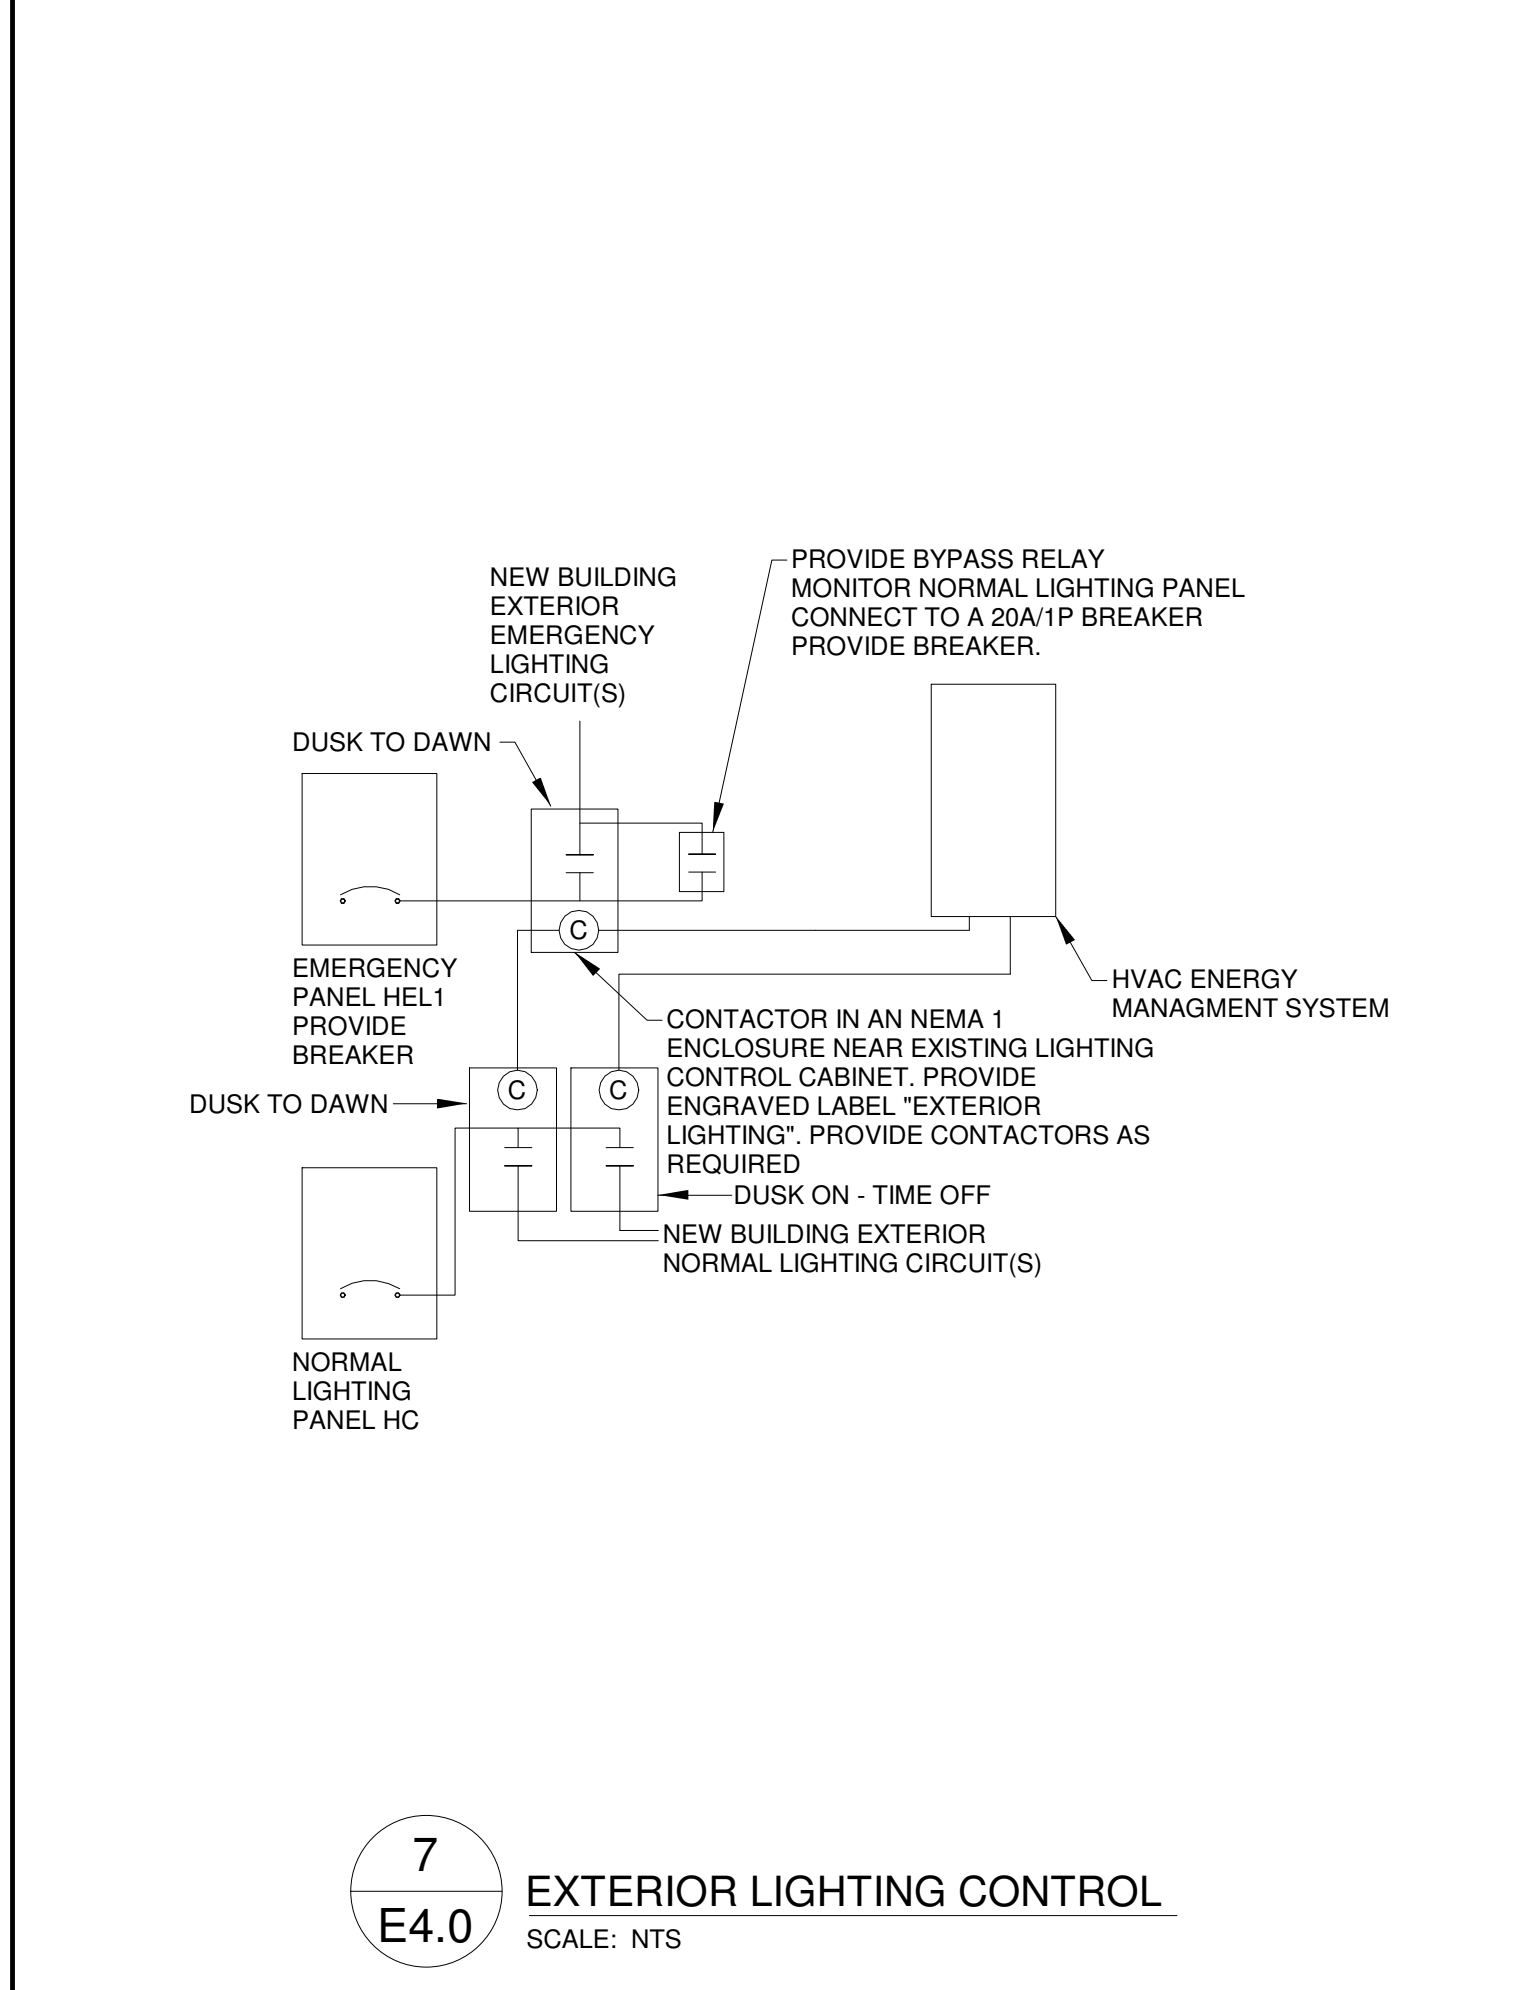 PROVIDE BYPASS RELAY
MONITOR NORMAL LIGHTING PANEL
CONNECT TO A 20A/1P BREAKER
PROVIDE BREAKER.
NEW BUILDING
EXTERIOR
EMERGENCY
LIGHTING
CIRCUIT(S)
DUSK TO DAWN
C
EMERGENCY
PANEL HEL1
PROVIDE
BREAKER
HVAC ENERGY
MANAGMENT SYSTEM
CONTACTOR IN AN NEMA 1
ENCLOSURE NEAR EXISTING LIGHTING
CONTROL CABINET. PROVIDE
ENGRAVED LABEL "EXTERIOR
LIGHTING". PROVIDE CONTACTORS AS
REQUIRED
C
C
DUSK TO DAWN
DUSK ON - TIME OFF
NEW BUILDING EXTERIOR
NORMAL LIGHTING CIRCUIT(S)
NORMAL
LIGHTING
PANEL HC
7
E4.0
EXTERIOR LIGHTING CONTROL
SCALE: NTS